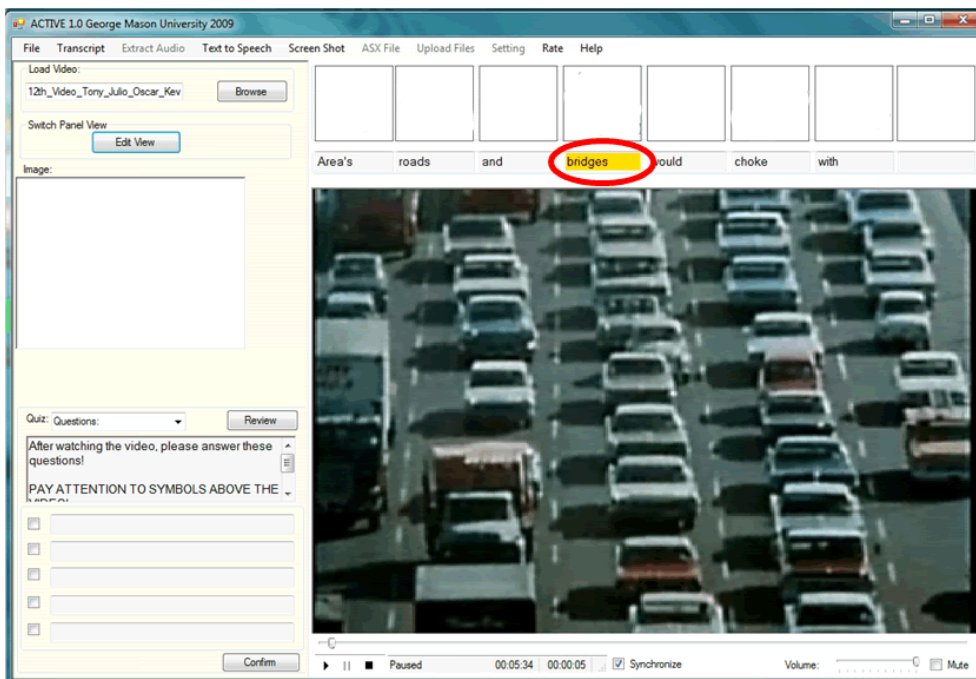 ACTIVE 1.0 George Mason University 2009
File Transcript Extract Audio Text to Speech Screen Shot ASX File Upload Files Setting Rate Help
Load Video:
12th_Video_Tony_Julio_Oscar_Kev Browse
Switch Panel View
Edit View
Area's roads and bridges would choke with
Image:
Quiz: Questions: Review
After watching the video, please answer these
questions!
PAY ATTENTION TO SYMBOLS ABOVE THE
VIDEO!
Confirm
Paused 00:05:34 00:00:05 Synchronize Volume: Mute